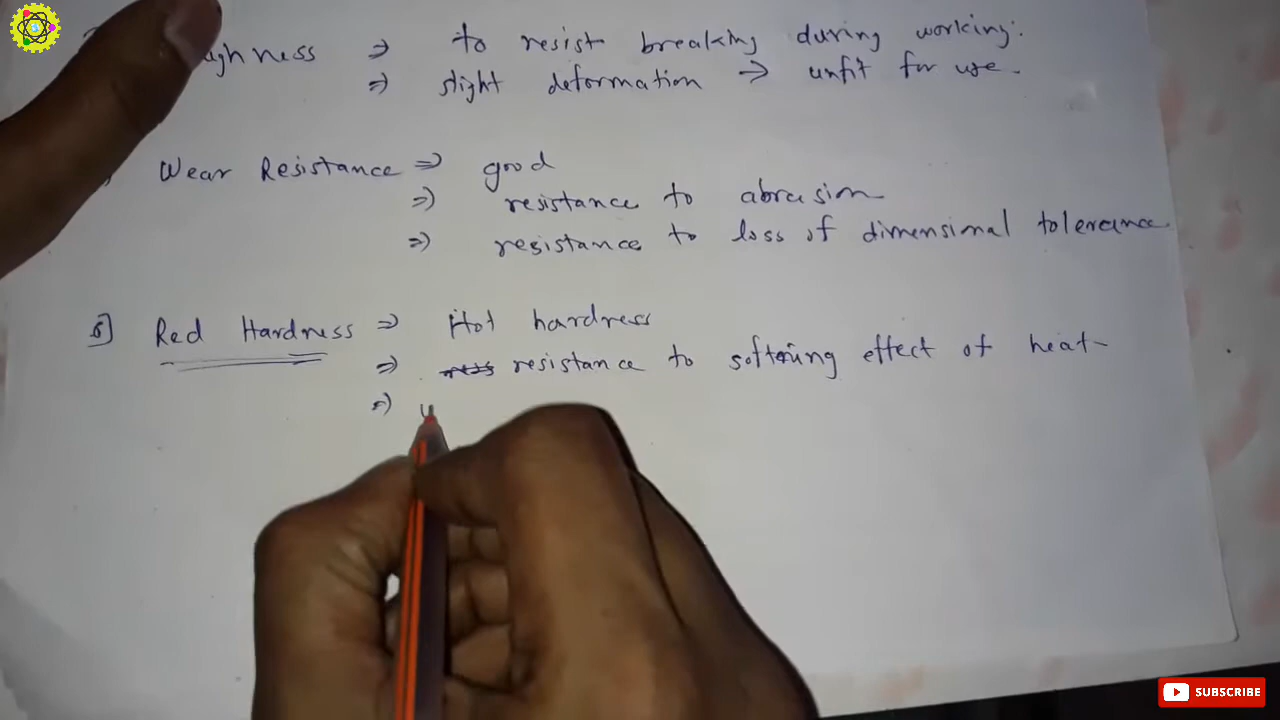 ughness ⇒ to resist breaking during working.
⇒ slight deformation → unfit for use.
Wear Resistance ⇒ good
⇒ resistance to abrasion
⇒ resistance to loss of dimensional tolerance
5] Red Hardness ⇒ Hot hardness
⇒ resistance to softening effect of heat
⇒
SUBSCRIBE